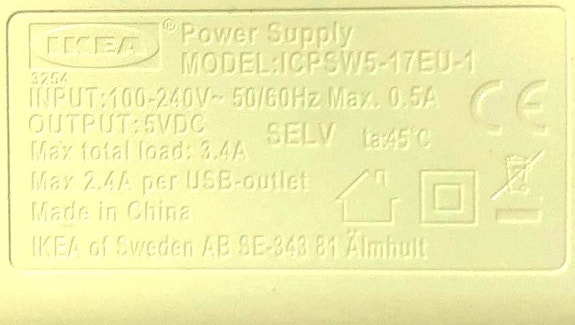 IKEA® Power Supply
MODEL:ICPSW5-17EU-1
3254
INPUT:100-240V~ 50/60Hz Max. 0.5A
OUTPUT:5VDC SELV ta:45°C
Max total load: 3.4A
Max 2.4A per USB-outlet
Made in China
IKEA of Sweden AB SE-343 81 Älmhult
CE